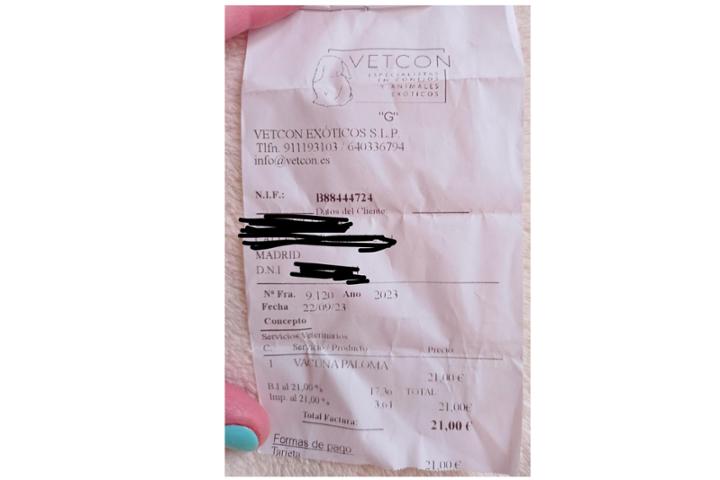 VETCON
ESPECIALISTAS
EN CONEJOS
Y ANIMALES
EXÓTICOS
"G"
VETCON EXÓTICOS S.L.P.
Tlfn. 911193103 / 640336794
info@vetcon.es
N.I.F.: B88444724
Datos del Cliente
MADRID
D.N.I
Nº Fra. 9.120 Ano 2023
Fecha 22/09/23
Concepto
Servicios Veterinarios
C. Servicio / Producto Precio
1 VACUNA PALOMA
21,00 €
B.I al 21,00 % 17,36 TOTAL
Imp. al 21,00 % 3,64 21,00€
Total Factura: 21,00 €
Formas de pago
Tarjeta 21,00 €